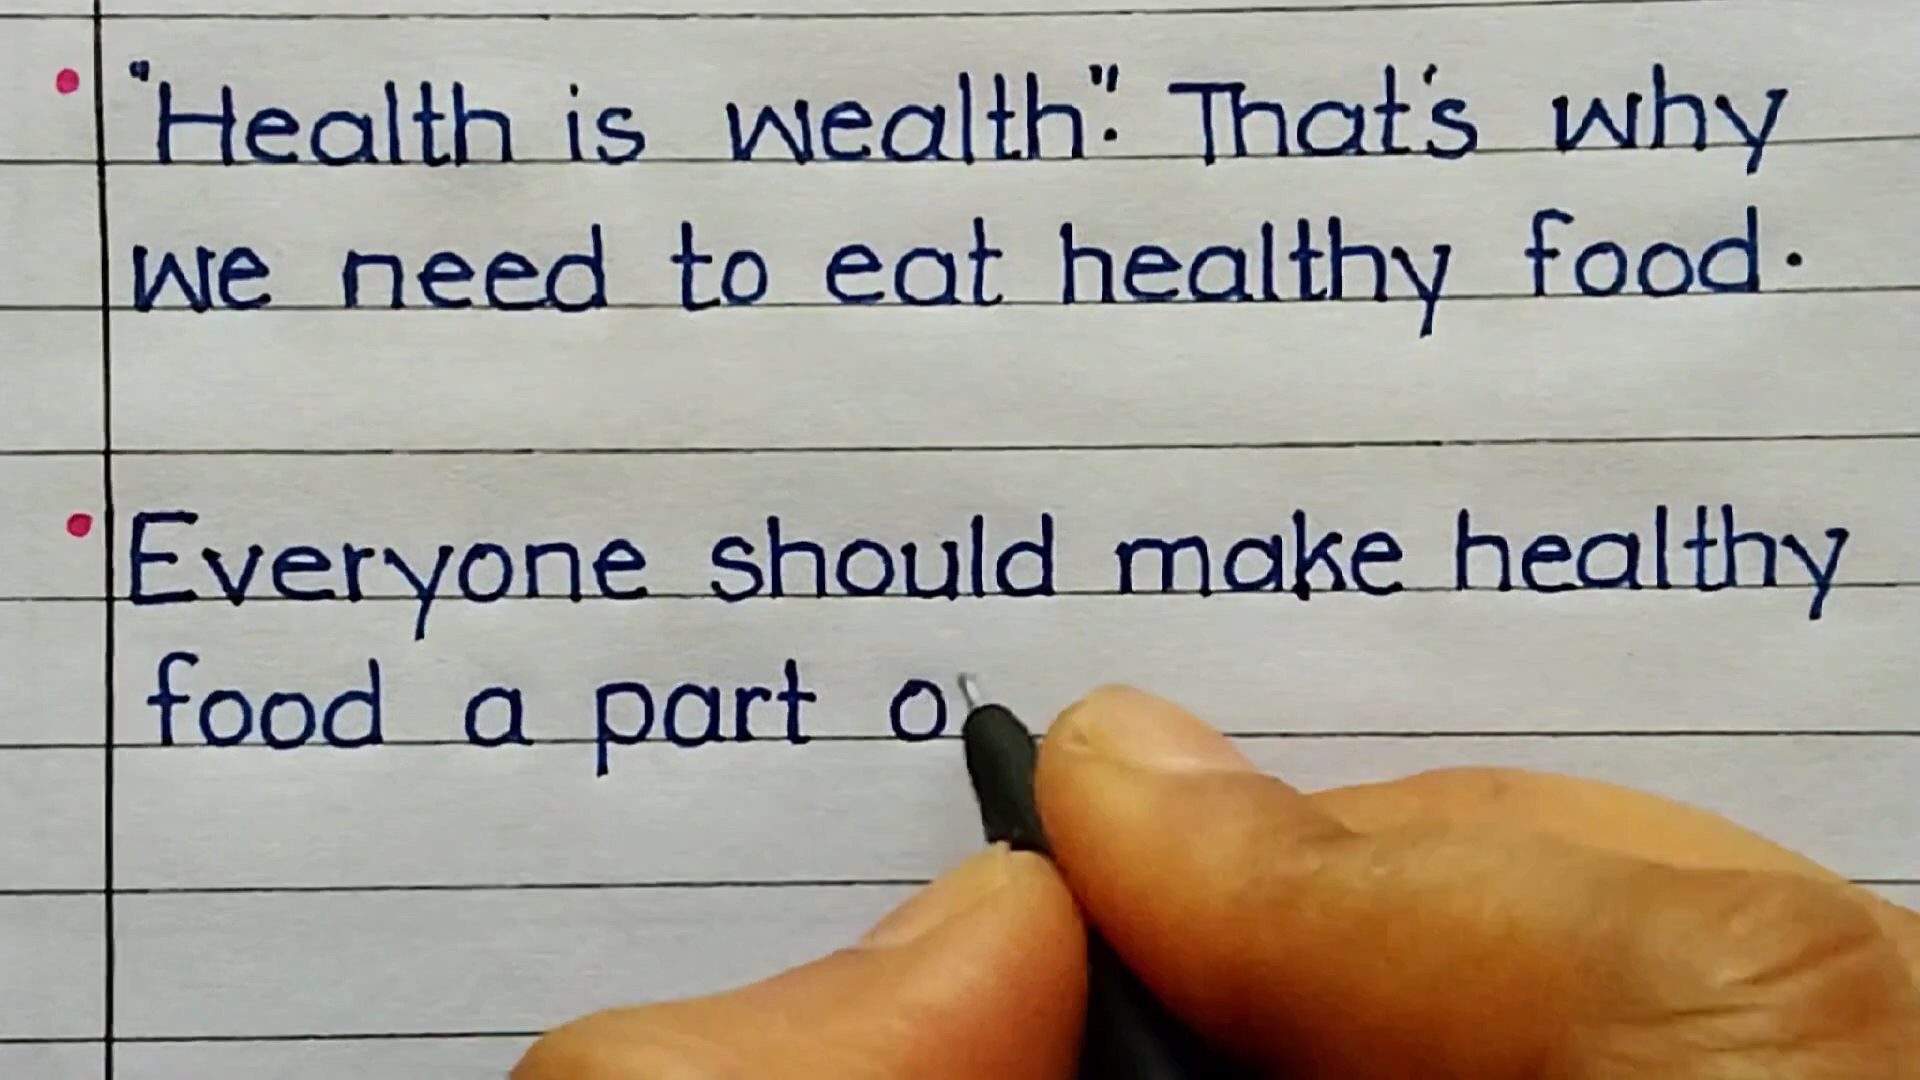 "Health is wealth". That's why
we need to eat healthy food.
Everyone should make healthy
food a part o